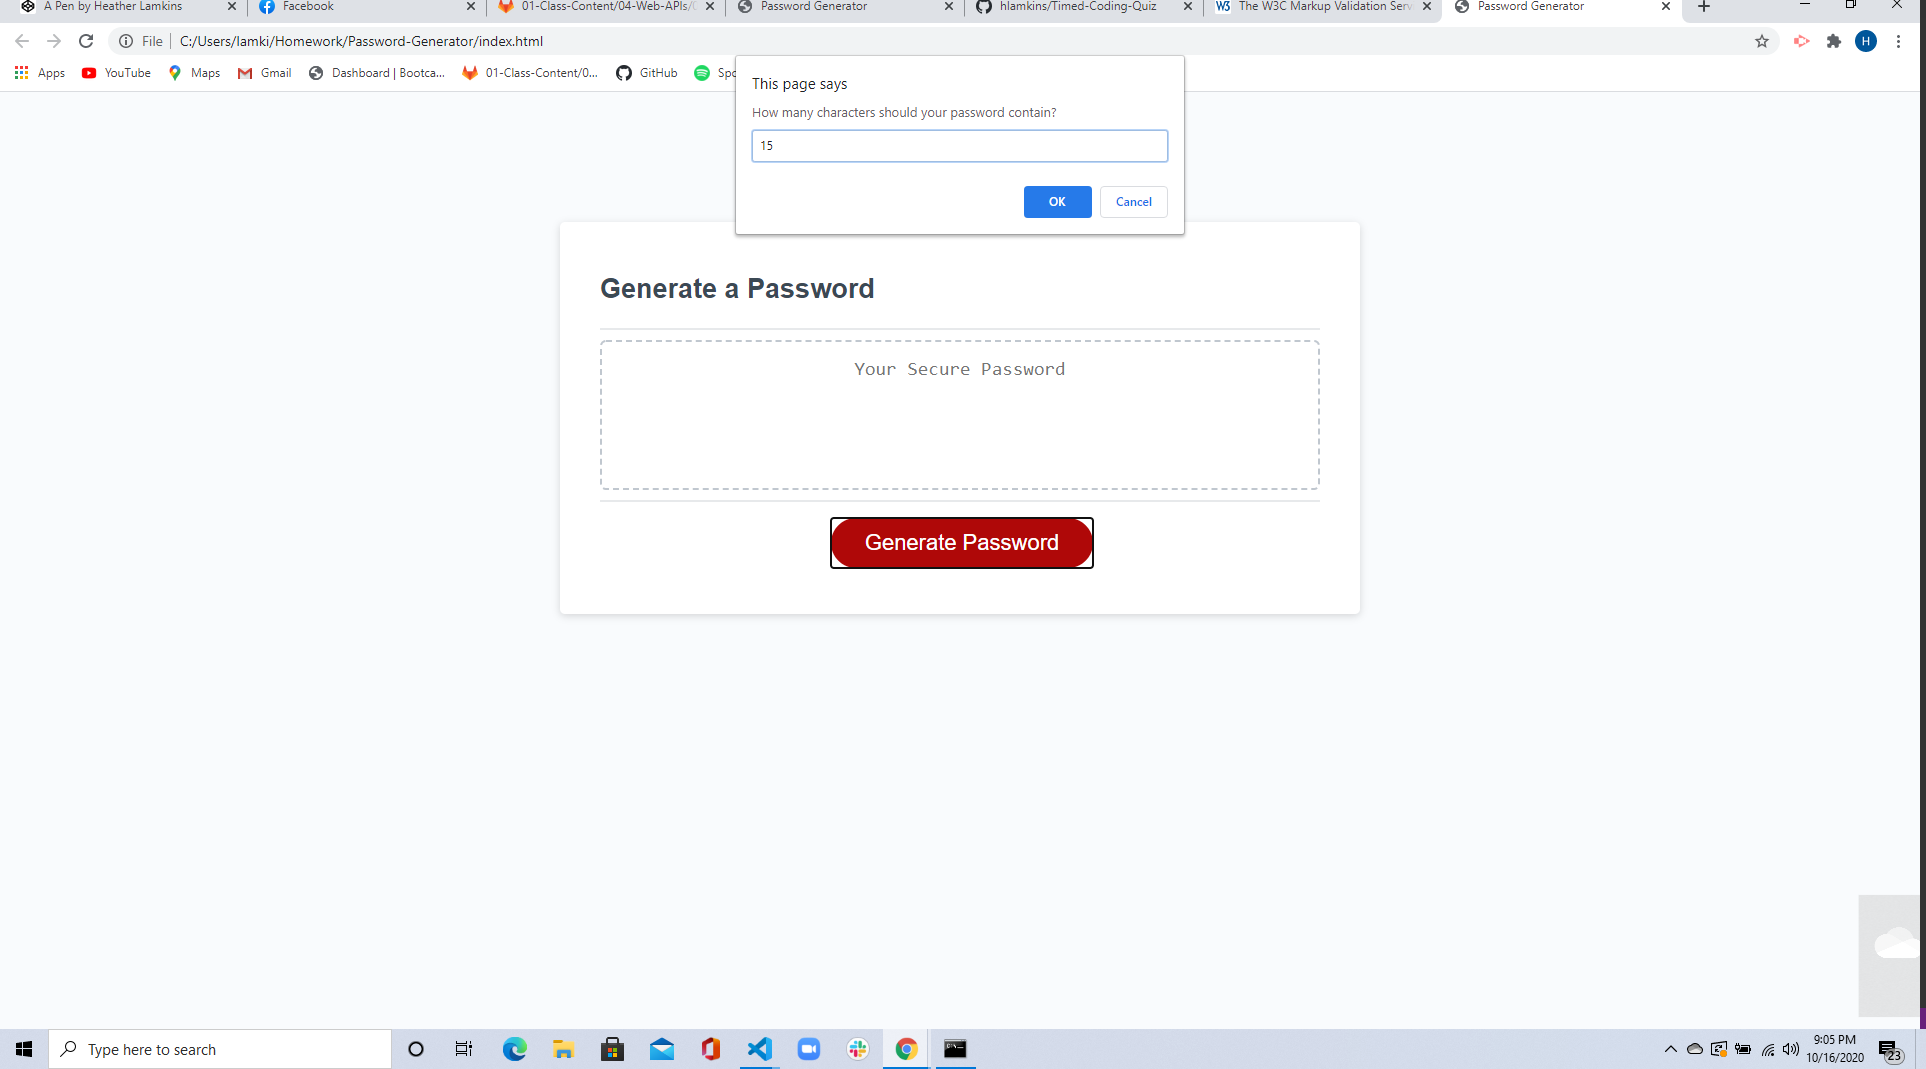 A Pen by Heather Lamkins
Facebook
01-Class-Content/04-Web-APIs/
Password Generator
hlamkins/Timed-Coding-Quiz
W3 The W3C Markup Validation Serv
Password Generator
File C:/Users/lamki/Homework/Password-Generator/index.html
H
Apps
YouTube
Maps
Gmail
Dashboard | Bootca...
01-Class-Content/0...
GitHub
Spo
This page says
How many characters should your password contain?
15
OK
Cancel
Generate a Password
Your Secure Password
Generate Password
Type here to search
9:05 PM
10/16/2020
23